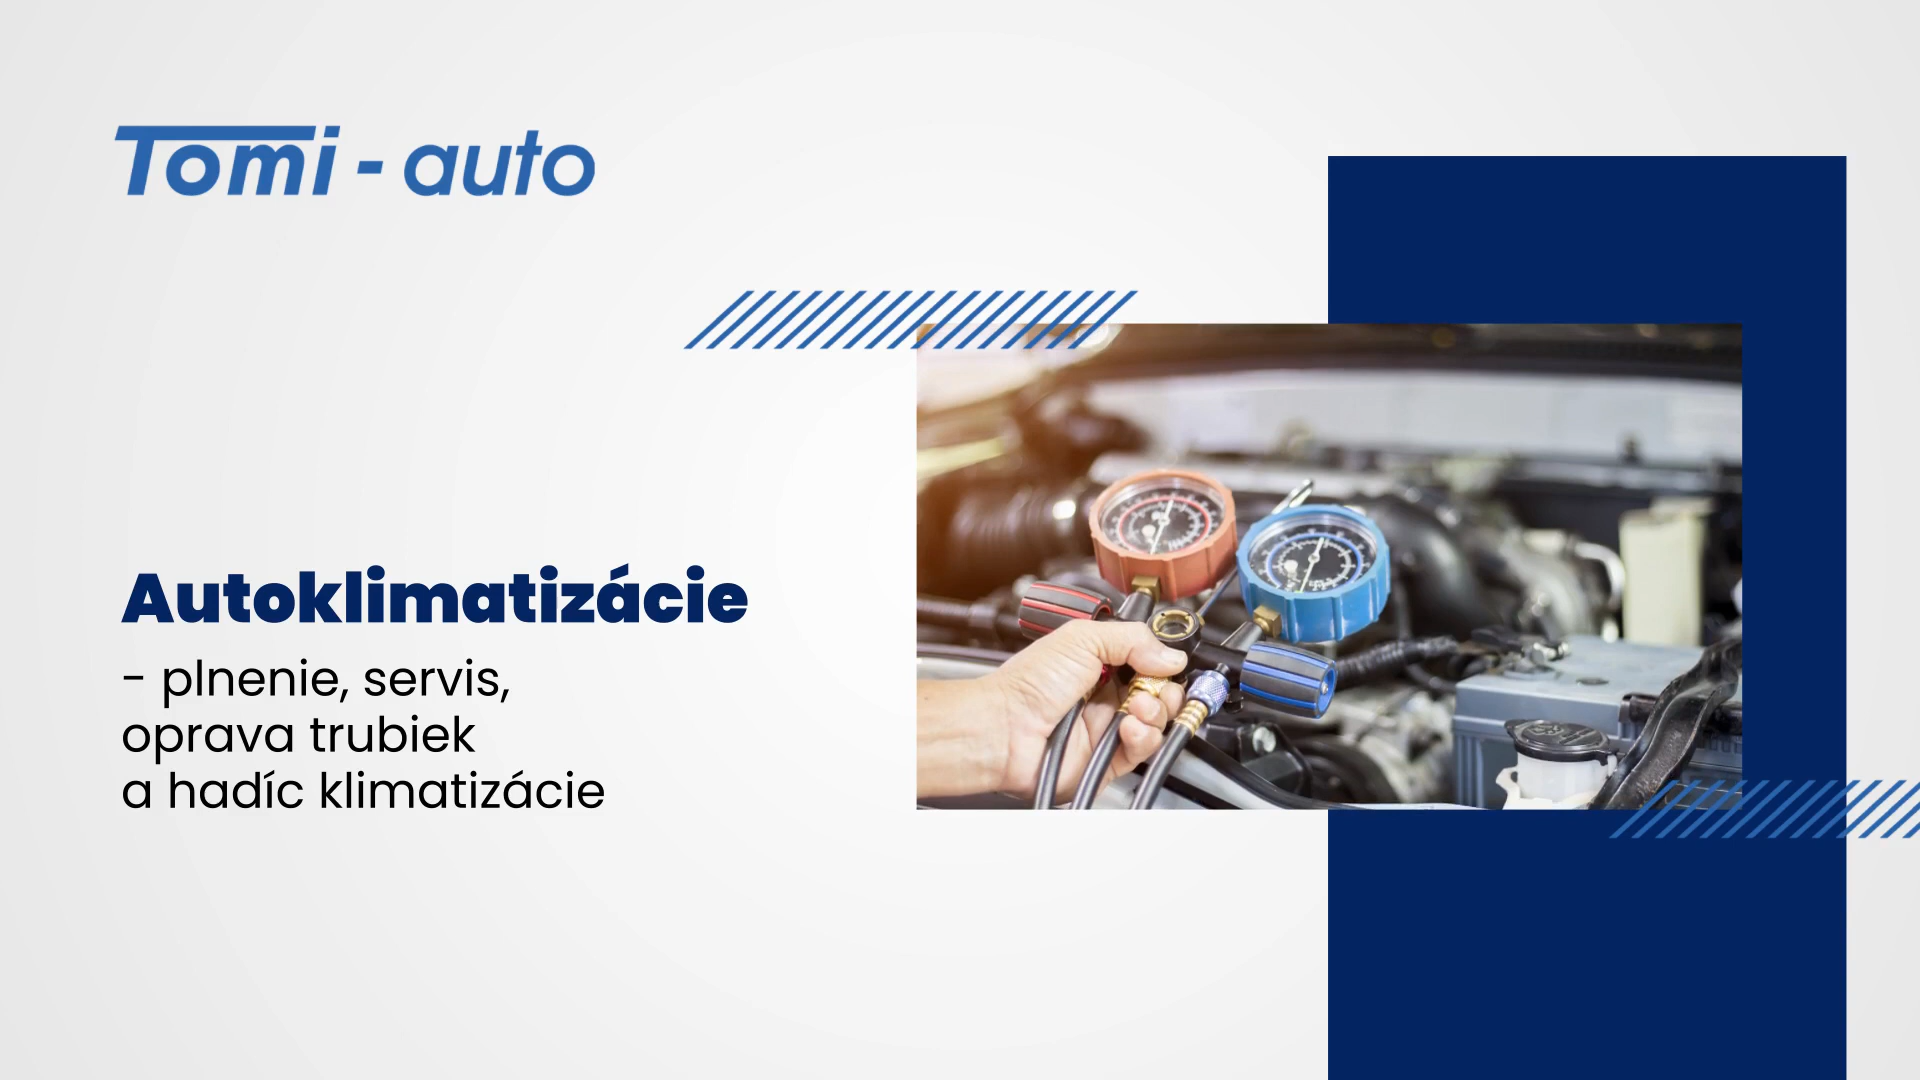 Tomi - auto
Autoklimatizácie
- plnenie, servis,
oprava trubiek
a hadíc klimatizácie